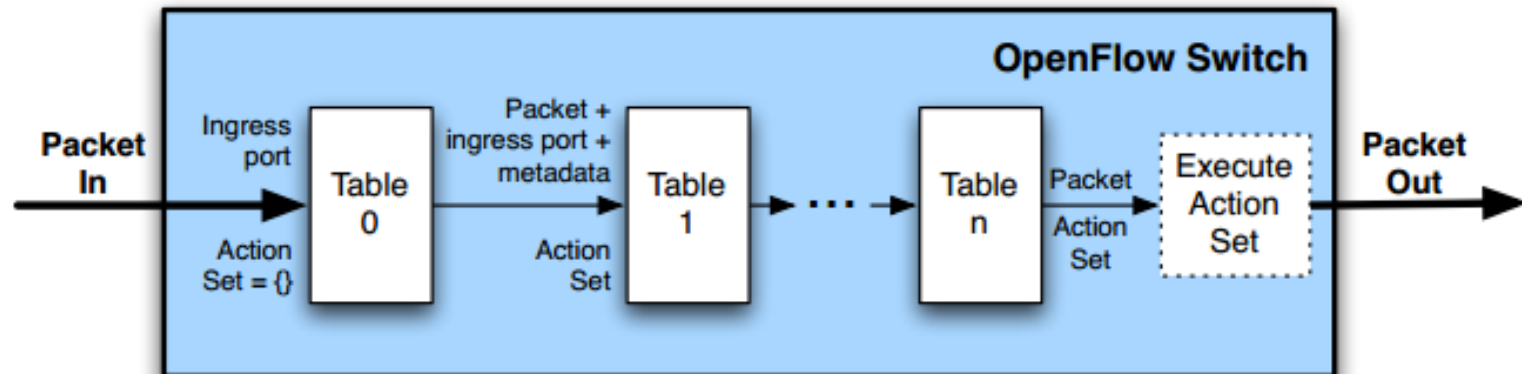 OpenFlow Switch
Packet
In
Ingress
port
Action
Set = {}
Table
0
Packet +
ingress port +
metadata
Action
Set
Table
1
...
Table
n
Packet
Action
Set
Execute
Action
Set
Packet
Out